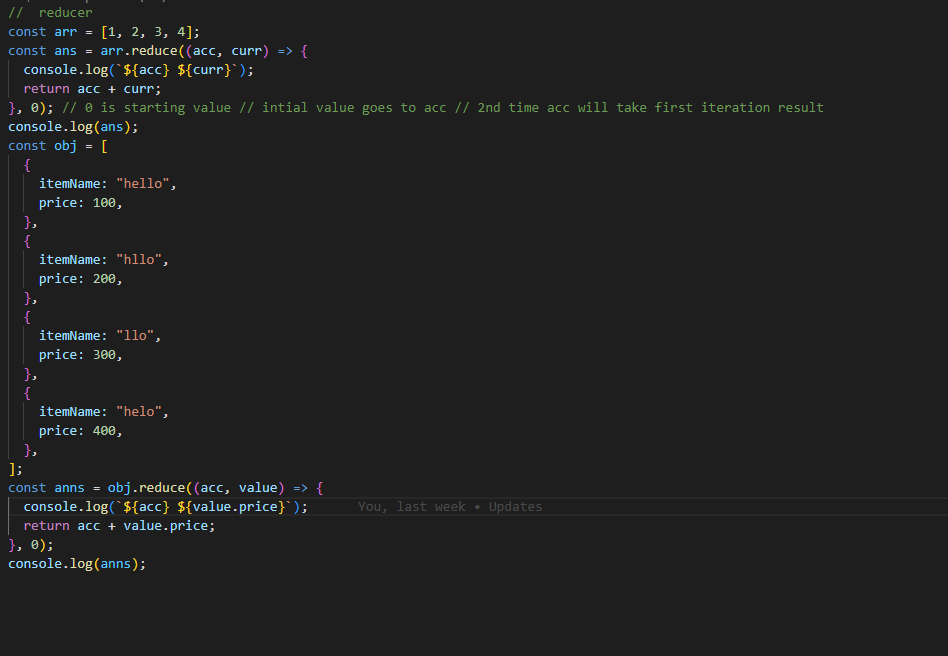 //  reducer
const arr = [1, 2, 3, 4];
const ans = arr.reduce((acc, curr) => {
  console.log(`${acc} ${curr}`);
  return acc + curr;
}, 0); // 0 is starting value // intial value goes to acc // 2nd time acc will take first iteration result
console.log(ans);
const obj = [
  {
    itemName: "hello",
    price: 100,
  },
  {
    itemName: "hllo",
    price: 200,
  },
  {
    itemName: "llo",
    price: 300,
  },
  {
    itemName: "helo",
    price: 400,
  },
];
const anns = obj.reduce((acc, value) => {
  console.log(`${acc} ${value.price}`);      You, last week • Updates
  return acc + value.price;
}, 0);
console.log(anns);